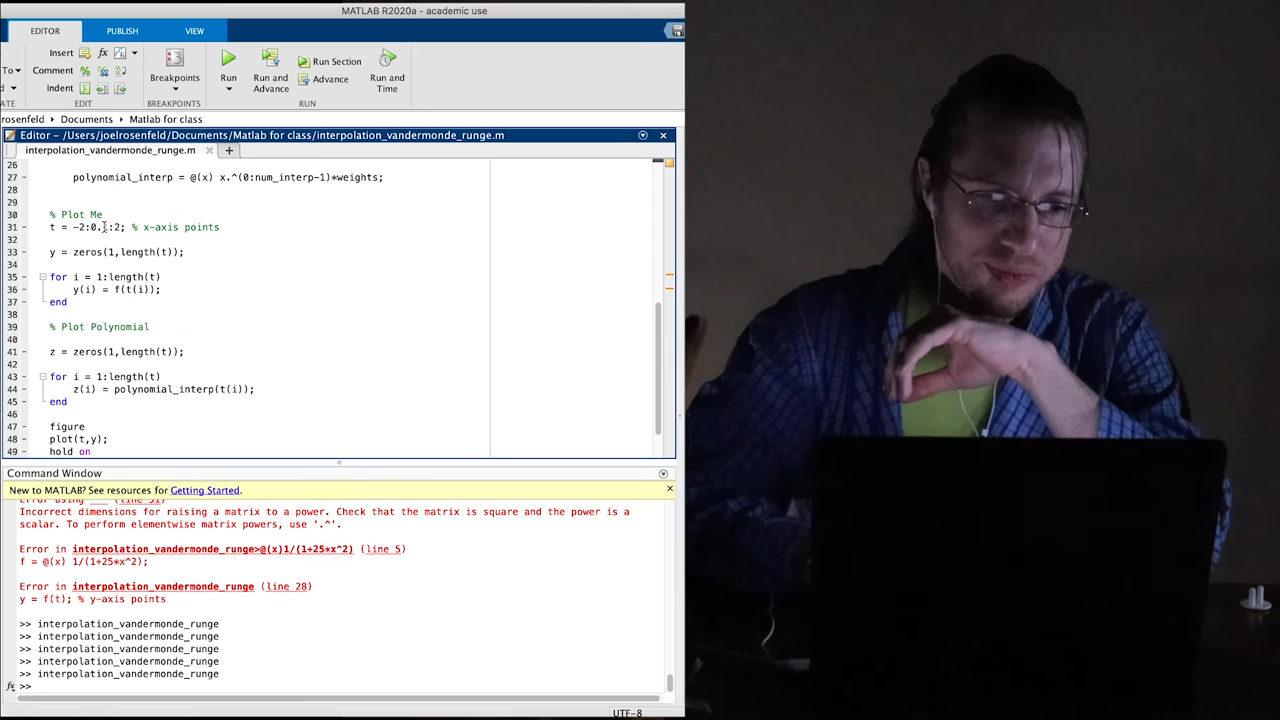 MATLAB R2020a - academic use
EDITOR PUBLISH VIEW
Insert fx
To Comment %
Indent
Breakpoints
Run
Run and Advance
Run Section
Advance
Run and Time
ATE EDIT BREAKPOINTS RUN
rosenfeld Documents Matlab for class
Editor - /Users/joelrosenfeld/Documents/Matlab for class/interpolation_vandermonde_runge.m
interpolation_vandermonde_runge.m +
26
27 - polynomial_interp = @(x) x.^(0:num_interp-1)*weights;
28
29
30 % Plot Me
31 - t = -2:0. :2; % x-axis points
32
33 - y = zeros(1,length(t));
34
35 - for i = 1:length(t)
36 - y(i) = f(t(i));
37 - end
38
39 % Plot Polynomial
40
41 - z = zeros(1,length(t));
42
43 - for i = 1:length(t)
44 - z(i) = polynomial_interp(t(i));
45 - end
46
47 - figure
48 - plot(t,y);
49 - hold on
Command Window
New to MATLAB? See resources for Getting Started.
Error using (line 51)
Incorrect dimensions for raising a matrix to a power. Check that the matrix is square and the power is a
scalar. To perform elementwise matrix powers, use '.^'.
Error in interpolation_vandermonde_runge>@(x)1/(1+25*x^2) (line 5)
f = @(x) 1/(1+25*x^2);
Error in interpolation_vandermonde_runge (line 28)
y = f(t); % y-axis points
>> interpolation_vandermonde_runge
>> interpolation_vandermonde_runge
>> interpolation_vandermonde_runge
>> interpolation_vandermonde_runge
>> interpolation_vandermonde_runge
fx >>
UTF-8